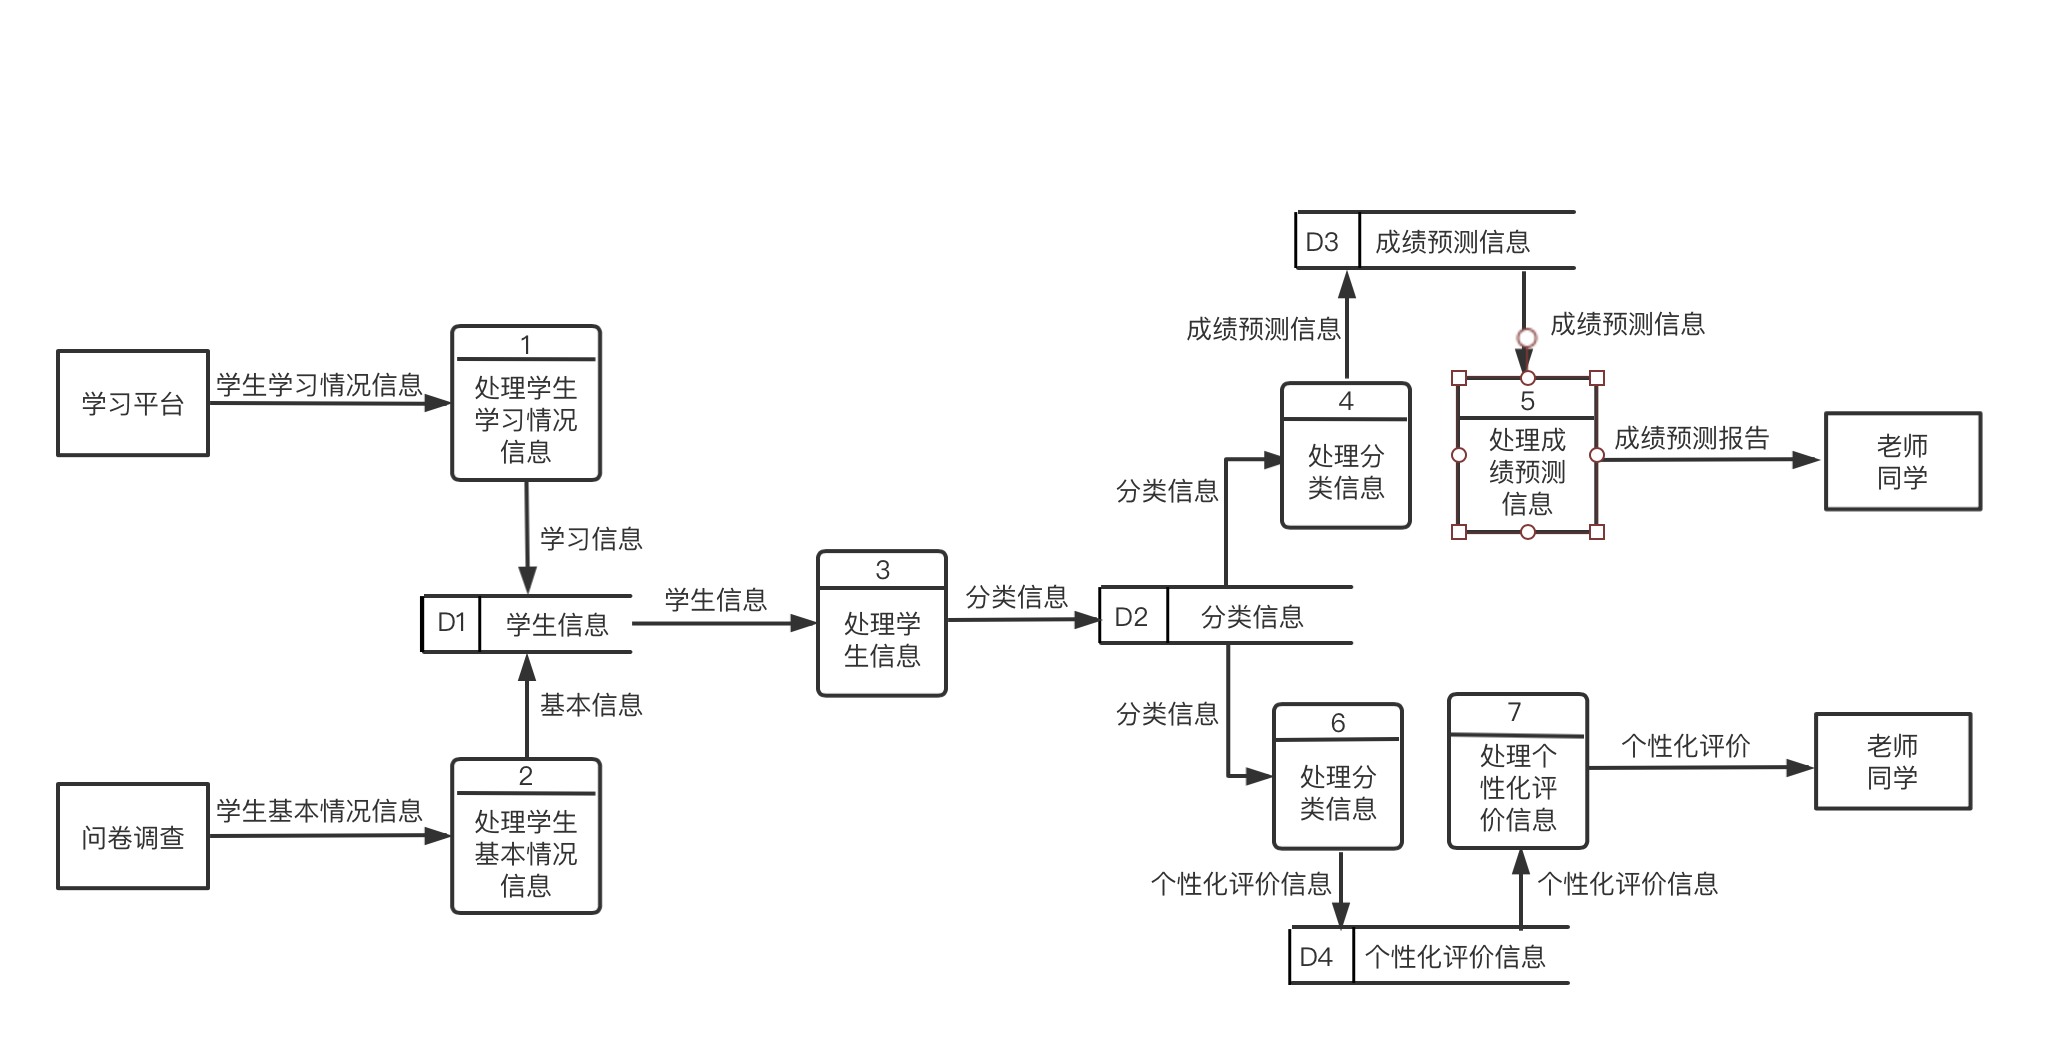 D3
成绩预测信息
成绩预测信息
成绩预测信息
学习平台
学生学习情况信息
1
处理学生
学习情况
信息
4
处理分
类信息
5
处理成
绩预测
信息
成绩预测报告
老师
同学
分类信息
学习信息
D1
学生信息
学生信息
3
处理学
生信息
分类信息
D2
分类信息
基本信息
分类信息
问卷调查
学生基本情况信息
2
处理学生
基本情况
信息
6
处理分
类信息
7
处理个
性化评
价信息
个性化评价
老师
同学
个性化评价信息
个性化评价信息
D4
个性化评价信息